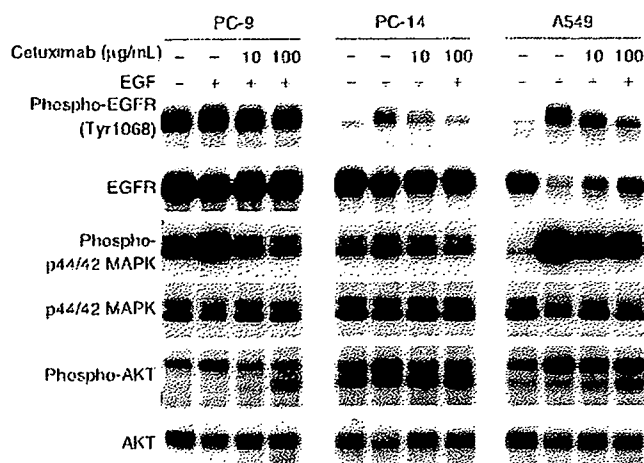 PC-9 PC-14 A549
Cetuximab (μg/mL) – – 10 100 – – 10 100 – – 10 100
EGF – + + + – + + + – + + +
Phospho-EGFR
(Tyr1068)
EGFR
Phospho-
p44/42 MAPK
p44/42 MAPK
Phospho-AKT
AKT